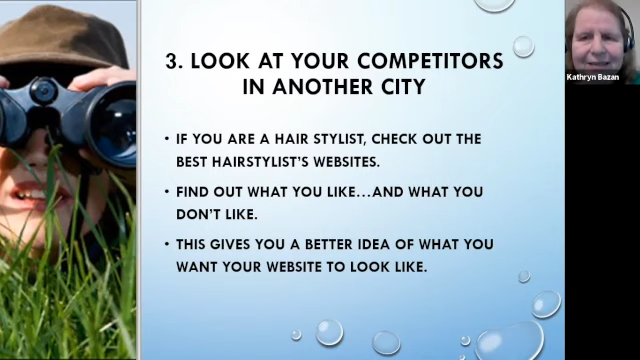 3. LOOK AT YOUR COMPETITORS
IN ANOTHER CITY
• IF YOU ARE A HAIR STYLIST, CHECK OUT THE
BEST HAIRSTYLIST'S WEBSITES.
• FIND OUT WHAT YOU LIKE...AND WHAT YOU
DON'T LIKE.
• THIS GIVES YOU A BETTER IDEA OF WHAT YOU
WANT YOUR WEBSITE TO LOOK LIKE.
Kathryn Bazan